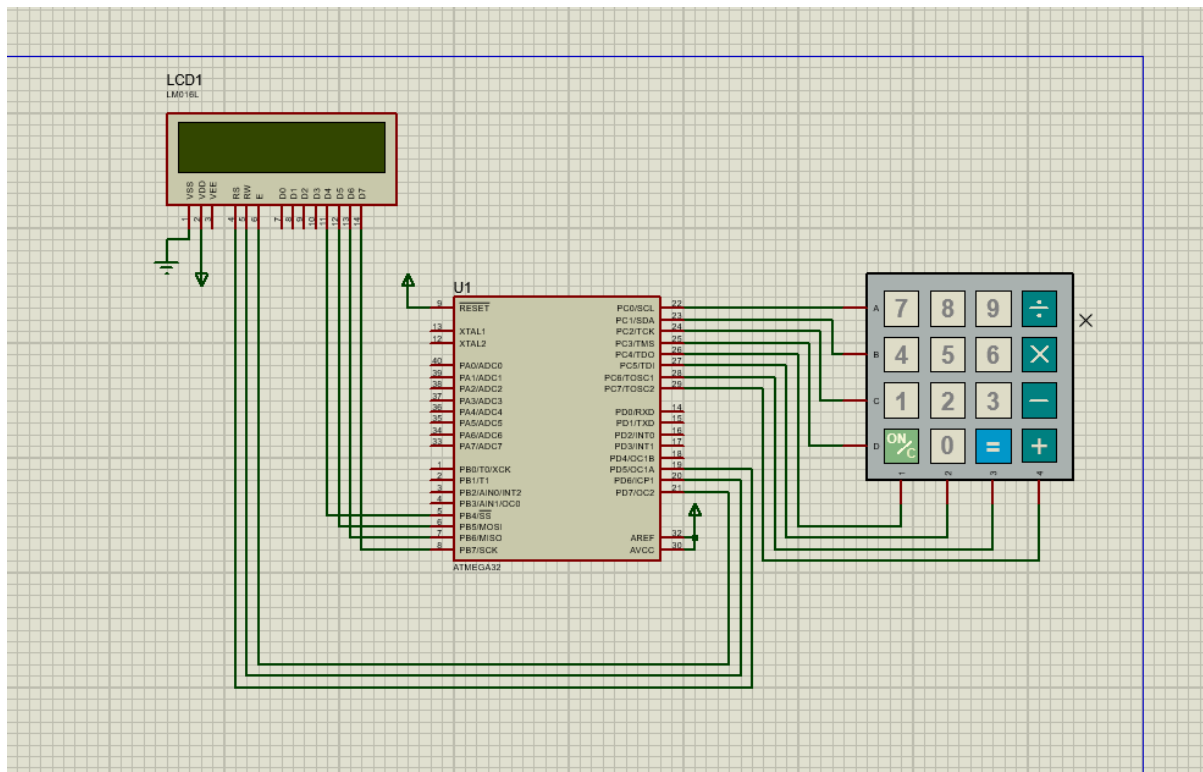 LCD1
LM016L
VSS
VDD
VEE
RS
RW
E
D0
D1
D2
D3
D4
D5
D6
D7
1
2
3
4
5
6
7
8
9
10
11
12
13
14
U1
9 RESET
13 XTAL1
12 XTAL2
40 PA0/ADC0
39 PA1/ADC1
38 PA2/ADC2
37 PA3/ADC3
36 PA4/ADC4
35 PA5/ADC5
34 PA6/ADC6
33 PA7/ADC7
1 PB0/T0/XCK
2 PB1/T1
3 PB2/AIN0/INT2
4 PB3/AIN1/OC0
5 PB4/SS
6 PB5/MOSI
7 PB6/MISO
8 PB7/SCK
PC0/SCL 22
PC1/SDA 23
PC2/TCK 24
PC3/TMS 25
PC4/TDO 26
PC5/TDI 27
PC6/TOSC1 28
PC7/TOSC2 29
PD0/RXD 14
PD1/TXD 15
PD2/INT0 16
PD3/INT1 17
PD4/OC1B 18
PD5/OC1A 19
PD6/ICP1 20
PD7/OC2 21
AREF 32
AVCC 30
ATMEGA32
A 7 8 9 ÷
B 4 5 6 ×
C 1 2 3 −
D ON/C 0 = +
1 2 3 4